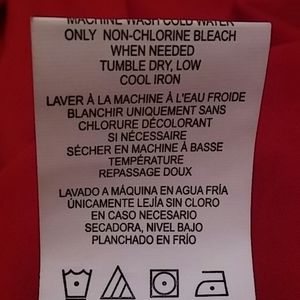 MACHINE WASH COLD WATER
ONLY NON-CHLORINE BLEACH
WHEN NEEDED
TUMBLE DRY, LOW
COOL IRON
LAVER À LA MACHINE À L'EAU FROIDE
BLANCHIR UNIQUEMENT SANS
CHLORURE DÉCOLORANT
SI NÉCESSAIRE
SÉCHER EN MACHINE À BASSE
TEMPÉRATURE
REPASSAGE DOUX
LAVADO A MÁQUINA EN AGUA FRÍA
ÚNICAMENTE LEJÍA SIN CLORO
EN CASO NECESARIO
SECADORA, NIVEL BAJO
PLANCHADO EN FRÍO